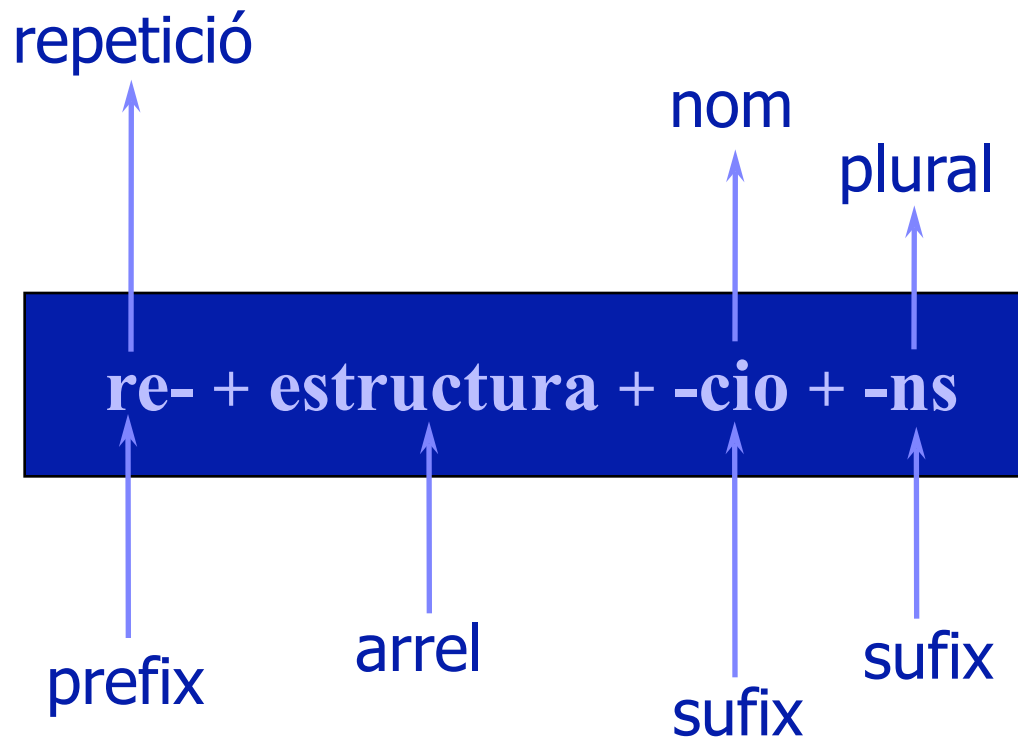 repetició
nom
plural
re- + estructura + -cio + -ns
arrel
sufix
prefix
sufix